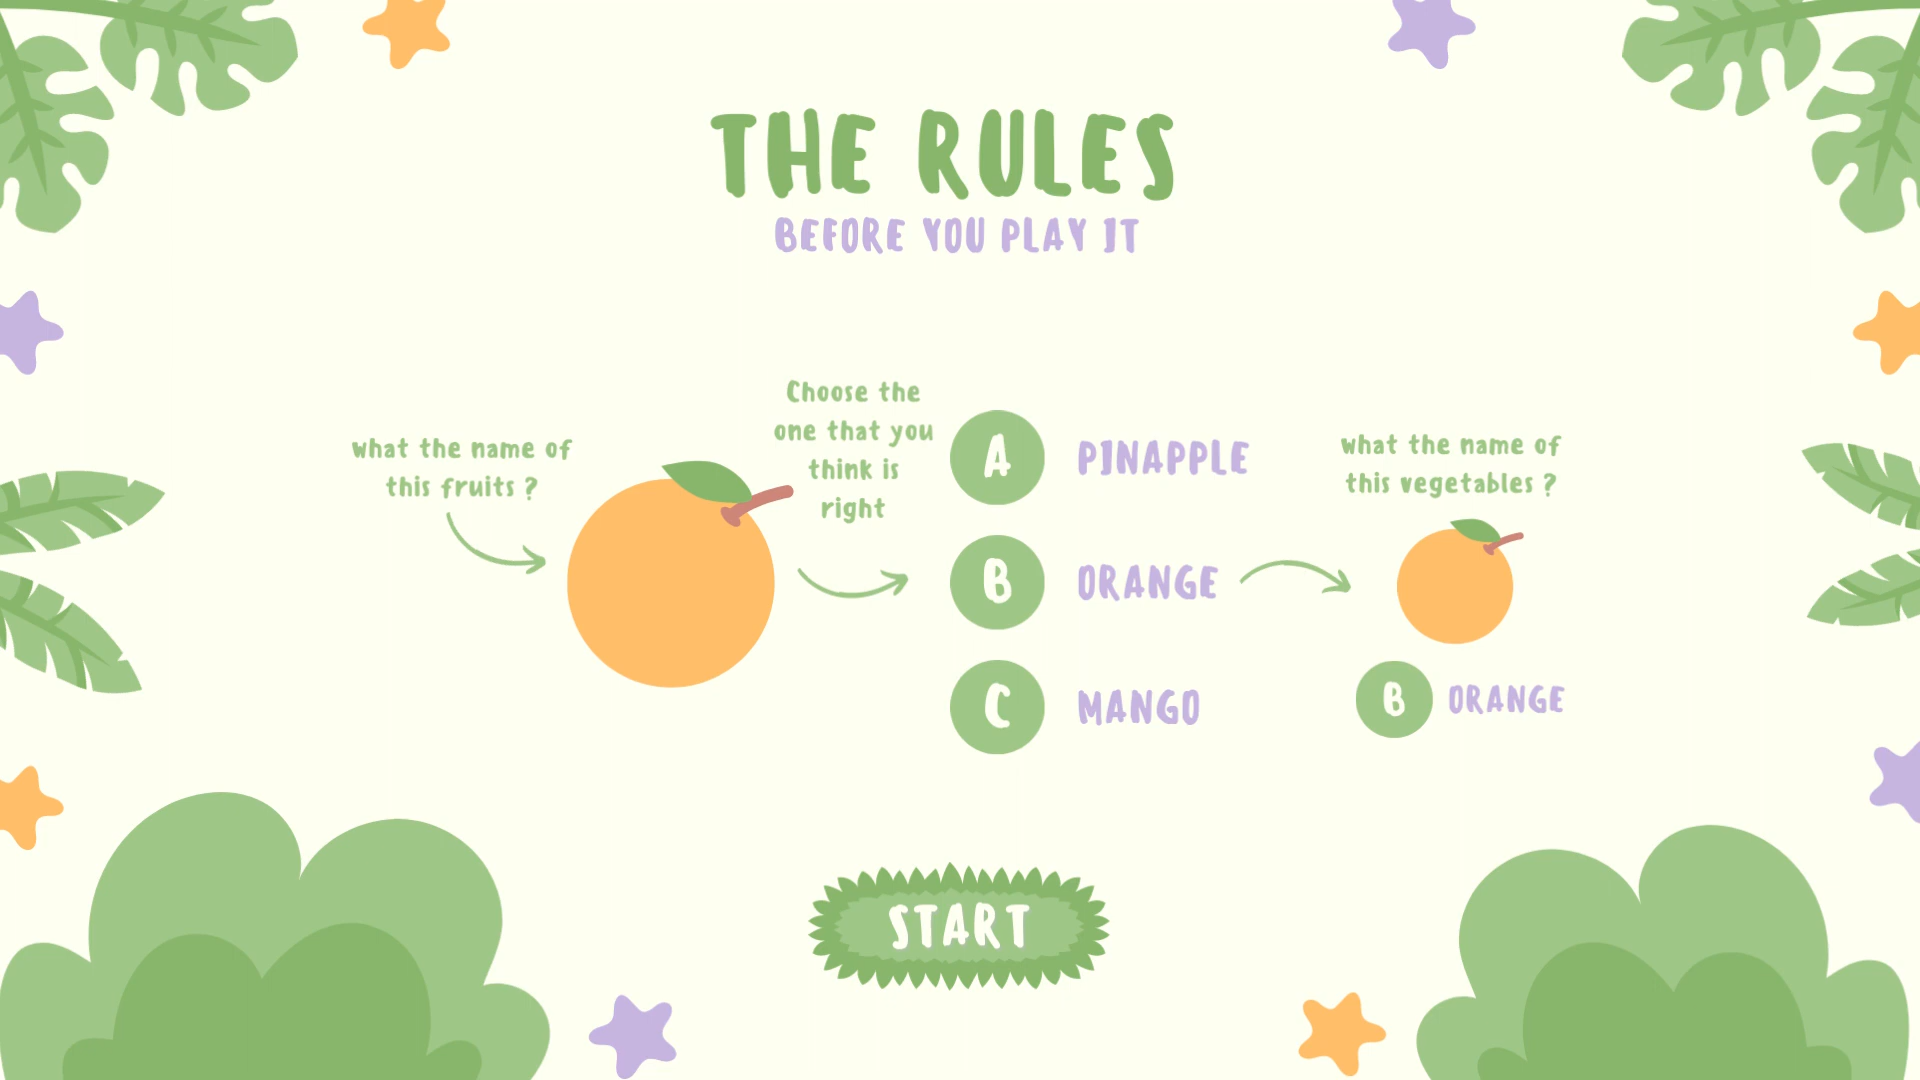 THE RULES
BEFORE YOU PLAY IT
what the name of
this fruits ?
Choose the
one that you
think is
right
A PINAPPLE
B ORANGE
C MANGO
what the name of
this vegetables ?
B ORANGE
START